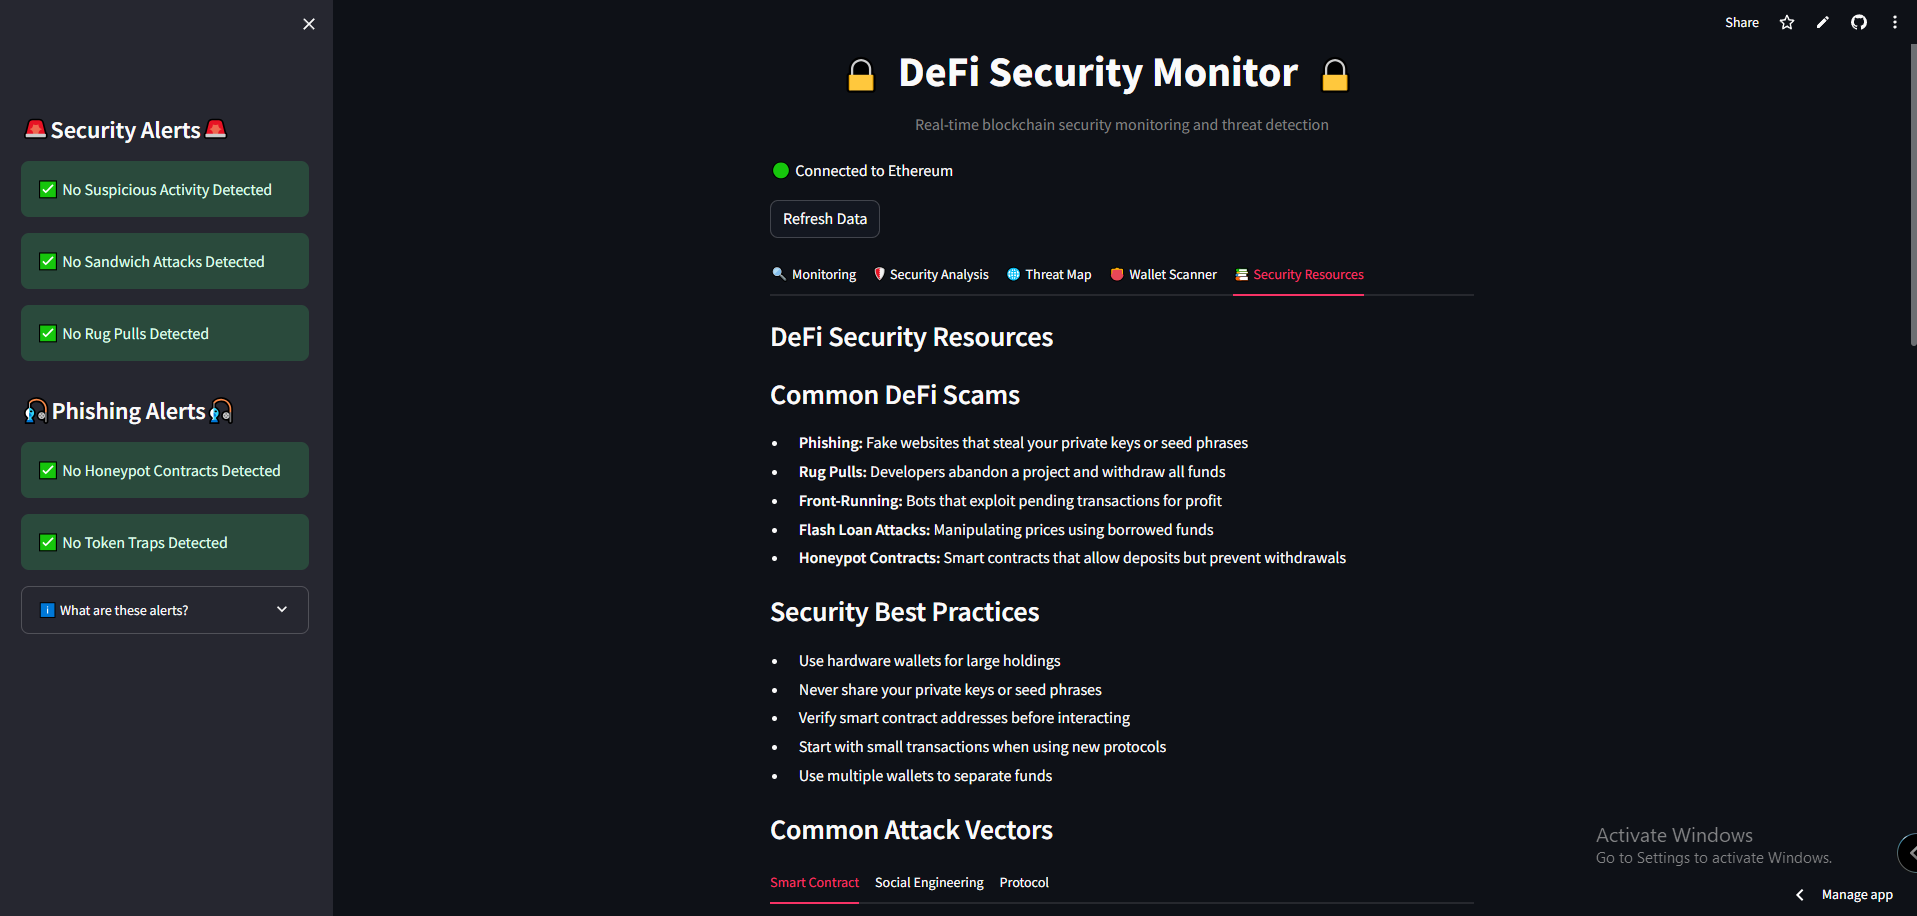 Security Alerts
No Suspicious Activity Detected
No Sandwich Attacks Detected
No Rug Pulls Detected
Phishing Alerts
No Honeypot Contracts Detected
No Token Traps Detected
What are these alerts?
Share
DeFi Security Monitor
Real-time blockchain security monitoring and threat detection
Connected to Ethereum
Refresh Data
Monitoring Security Analysis Threat Map Wallet Scanner Security Resources
DeFi Security Resources
Common DeFi Scams
• Phishing: Fake websites that steal your private keys or seed phrases
• Rug Pulls: Developers abandon a project and withdraw all funds
• Front-Running: Bots that exploit pending transactions for profit
• Flash Loan Attacks: Manipulating prices using borrowed funds
• Honeypot Contracts: Smart contracts that allow deposits but prevent withdrawals
Security Best Practices
• Use hardware wallets for large holdings
• Never share your private keys or seed phrases
• Verify smart contract addresses before interacting
• Start with small transactions when using new protocols
• Use multiple wallets to separate funds
Common Attack Vectors
Smart Contract Social Engineering Protocol
Activate Windows
Go to Settings to activate Windows.
Manage app